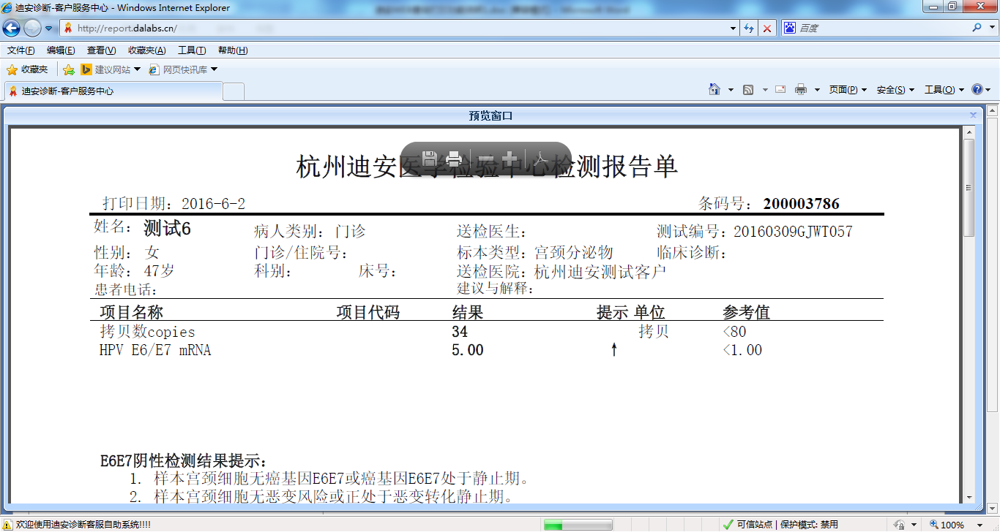 迪安诊断-客户服务中心 - Windows Internet Explorer
http://report.dalabs.cn/
百度
文件(F) 编辑(E) 查看(V) 收藏夹(A) 工具(T) 帮助(H)
收藏夹 建议网站 网页快讯库
迪安诊断-客户服务中心 页面(P) 安全(S) 工具(O)
预览窗口
杭州迪安医学检验中心检测报告单
打印日期: 2016-6-2 条码号: 200003786
姓名: 测试6 病人类别: 门诊 送检医生: 测试编号: 20160309GJWT057
性别: 女 门诊/住院号: 标本类型: 宫颈分泌物 临床诊断:
年龄: 47岁 科别: 床号: 送检医院: 杭州迪安测试客户
患者电话: 建议与解释:
项目名称 项目代码 结果 提示 单位 参考值
拷贝数copies 34 拷贝 <80
HPV E6/E7 mRNA 5.00 ↑ <1.00
E6E7阴性检测结果提示:
1. 样本宫颈细胞无癌基因E6E7或癌基因E6E7处于静止期。
2. 样本宫颈细胞无恶变风险或正处于恶变转化静止期。
欢迎使用迪安诊断客服自助系统!!!! 可信站点 | 保护模式: 禁用 100%